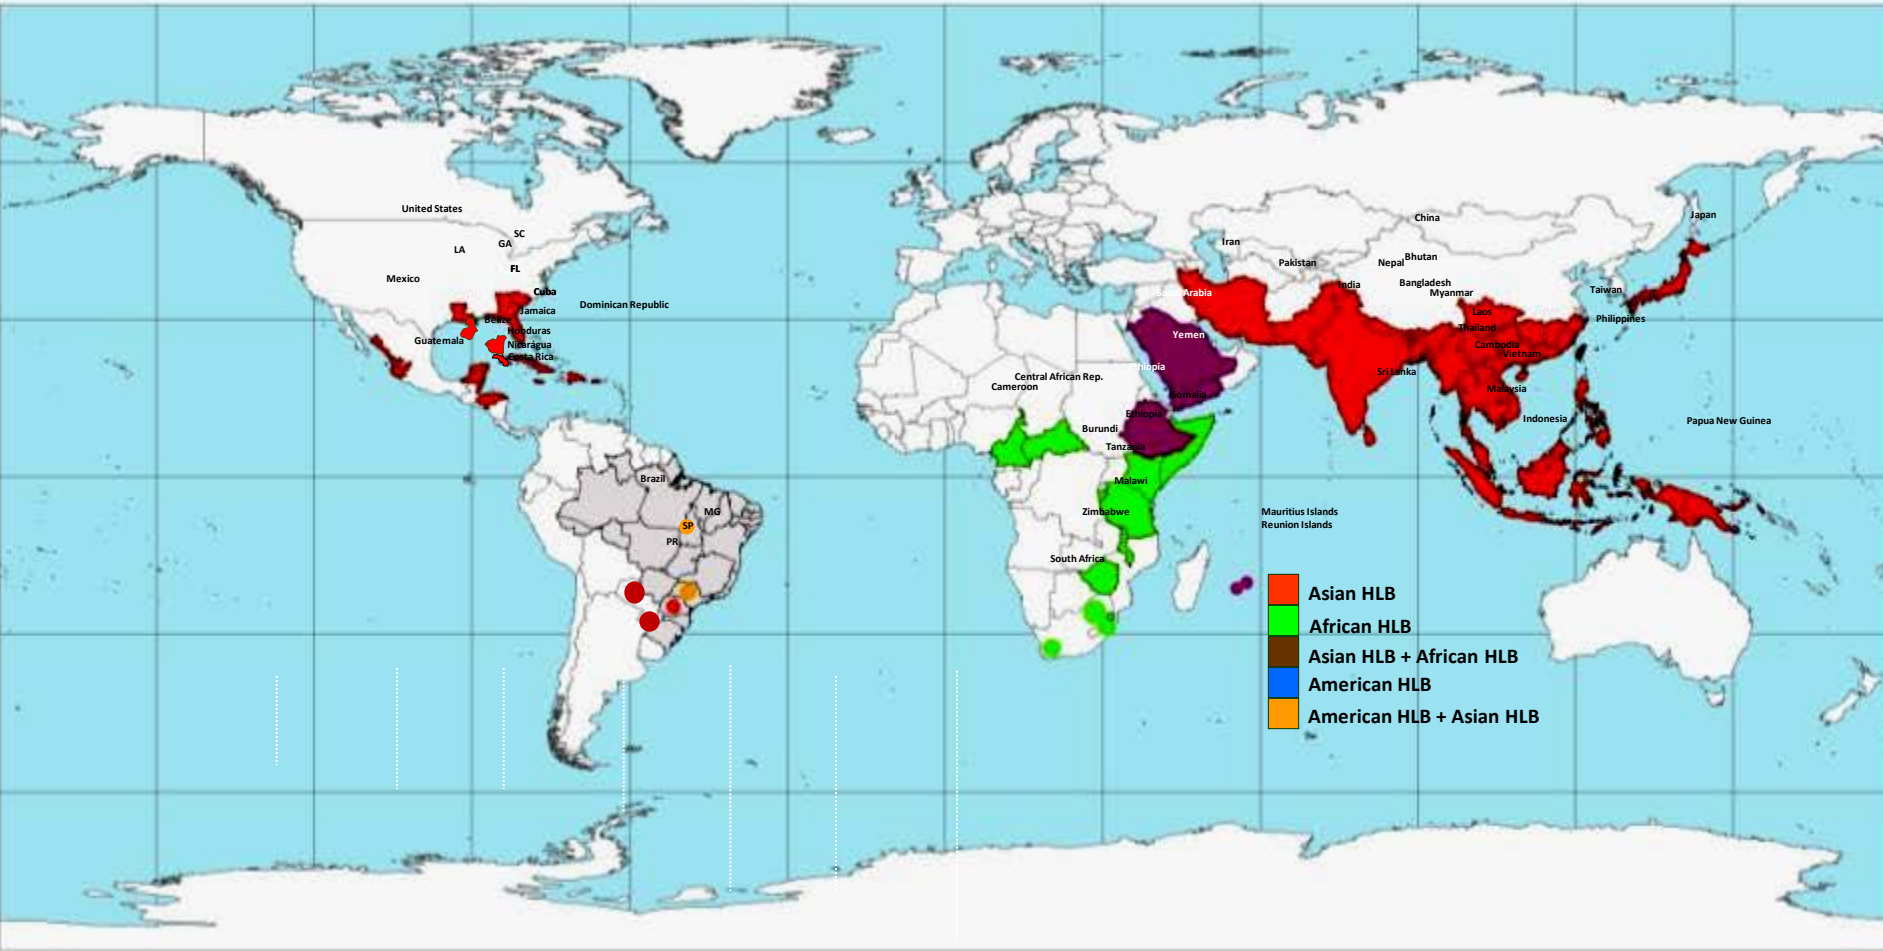 United States
SC
GA
LA
FL
Mexico
Cuba
Dominican Republic
Jamaica
Belize
Honduras
Guatemala
Nicarágua
Costa Rica
Brazil
MG
SP
PR
Central African Rep.
Cameroon
Burundi
Ethiopia
Tanzania
Malawi
Zimbabwe
South Africa
Saudi Arabia
Yemen
Ethiopia
Somalia
Mauritius Islands
Reunion Islands
Iran
Pakistan
India
China
Nepal
Bhutan
Bangladesh
Myanmar
Laos
Thailand
Cambodia
Vietnam
Sri Lanka
Malaysia
Indonesia
Japan
Taiwan
Philippines
Papua New Guinea
Asian HLB
African HLB
Asian HLB + African HLB
American HLB
American HLB + Asian HLB